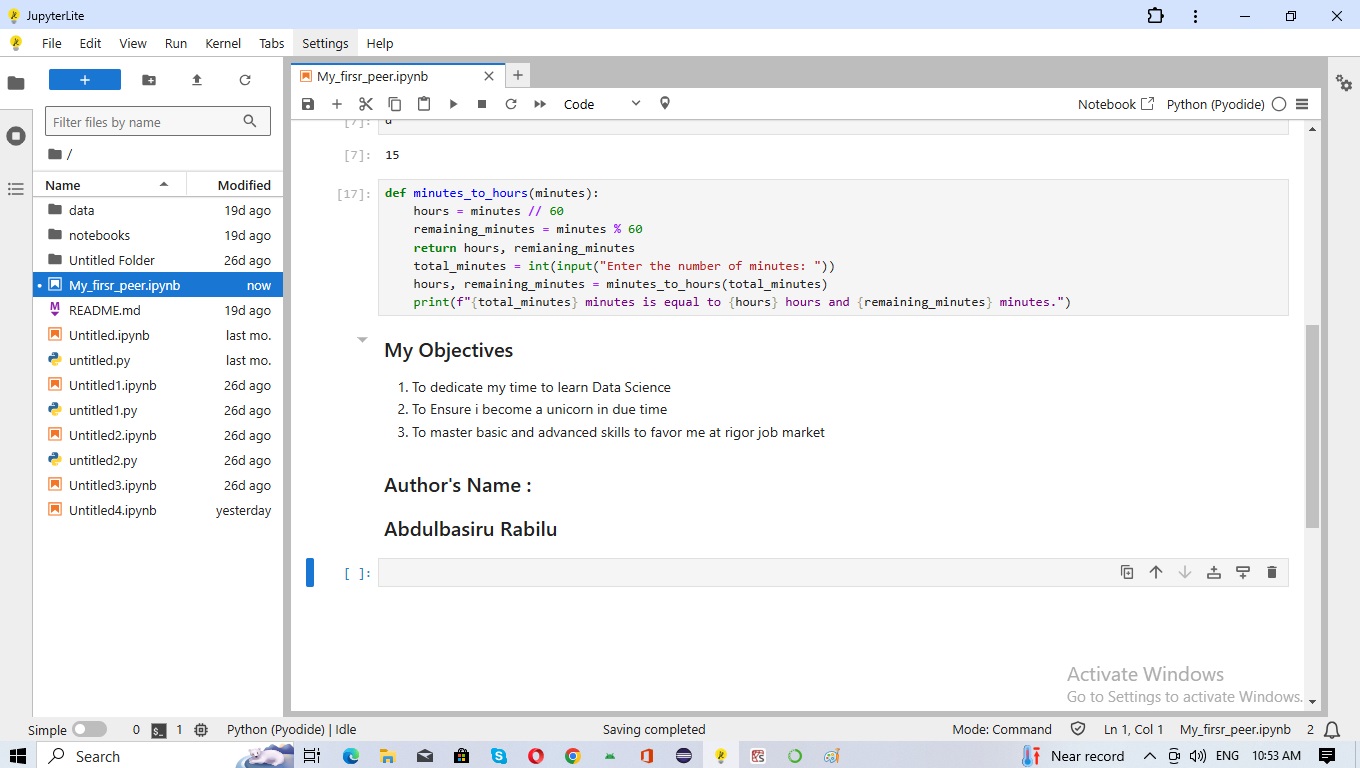 JupyterLite
File Edit View Run Kernel Tabs Settings Help
My_firsr_peer.ipynb
Filter files by name
Code
Notebook Python (Pyodide)
/
Name Modified
data 19d ago
notebooks 19d ago
Untitled Folder 26d ago
My_firsr_peer.ipynb now
README.md 19d ago
Untitled.ipynb last mo.
untitled.py last mo.
Untitled1.ipynb 26d ago
untitled1.py 26d ago
Untitled2.ipynb 26d ago
untitled2.py 26d ago
Untitled3.ipynb 26d ago
Untitled4.ipynb yesterday
[7]:
[7]: 15
[17]: def minutes_to_hours(minutes):
hours = minutes // 60
remaining_minutes = minutes % 60
return hours, remianing_minutes
total_minutes = int(input("Enter the number of minutes: "))
hours, remaining_minutes = minutes_to_hours(total_minutes)
print(f"{total_minutes} minutes is equal to {hours} hours and {remaining_minutes} minutes.")
My Objectives
1. To dedicate my time to learn Data Science
2. To Ensure i become a unicorn in due time
3. To master basic and advanced skills to favor me at rigor job market
Author's Name :
Abdulbasiru Rabilu
[ ]:
Activate Windows
Go to Settings to activate Windows.
Simple 0 $_ 1 Python (Pyodide) | Idle Saving completed Mode: Command Ln 1, Col 1 My_firsr_peer.ipynb 2
Search Near record ENG 10:53 AM